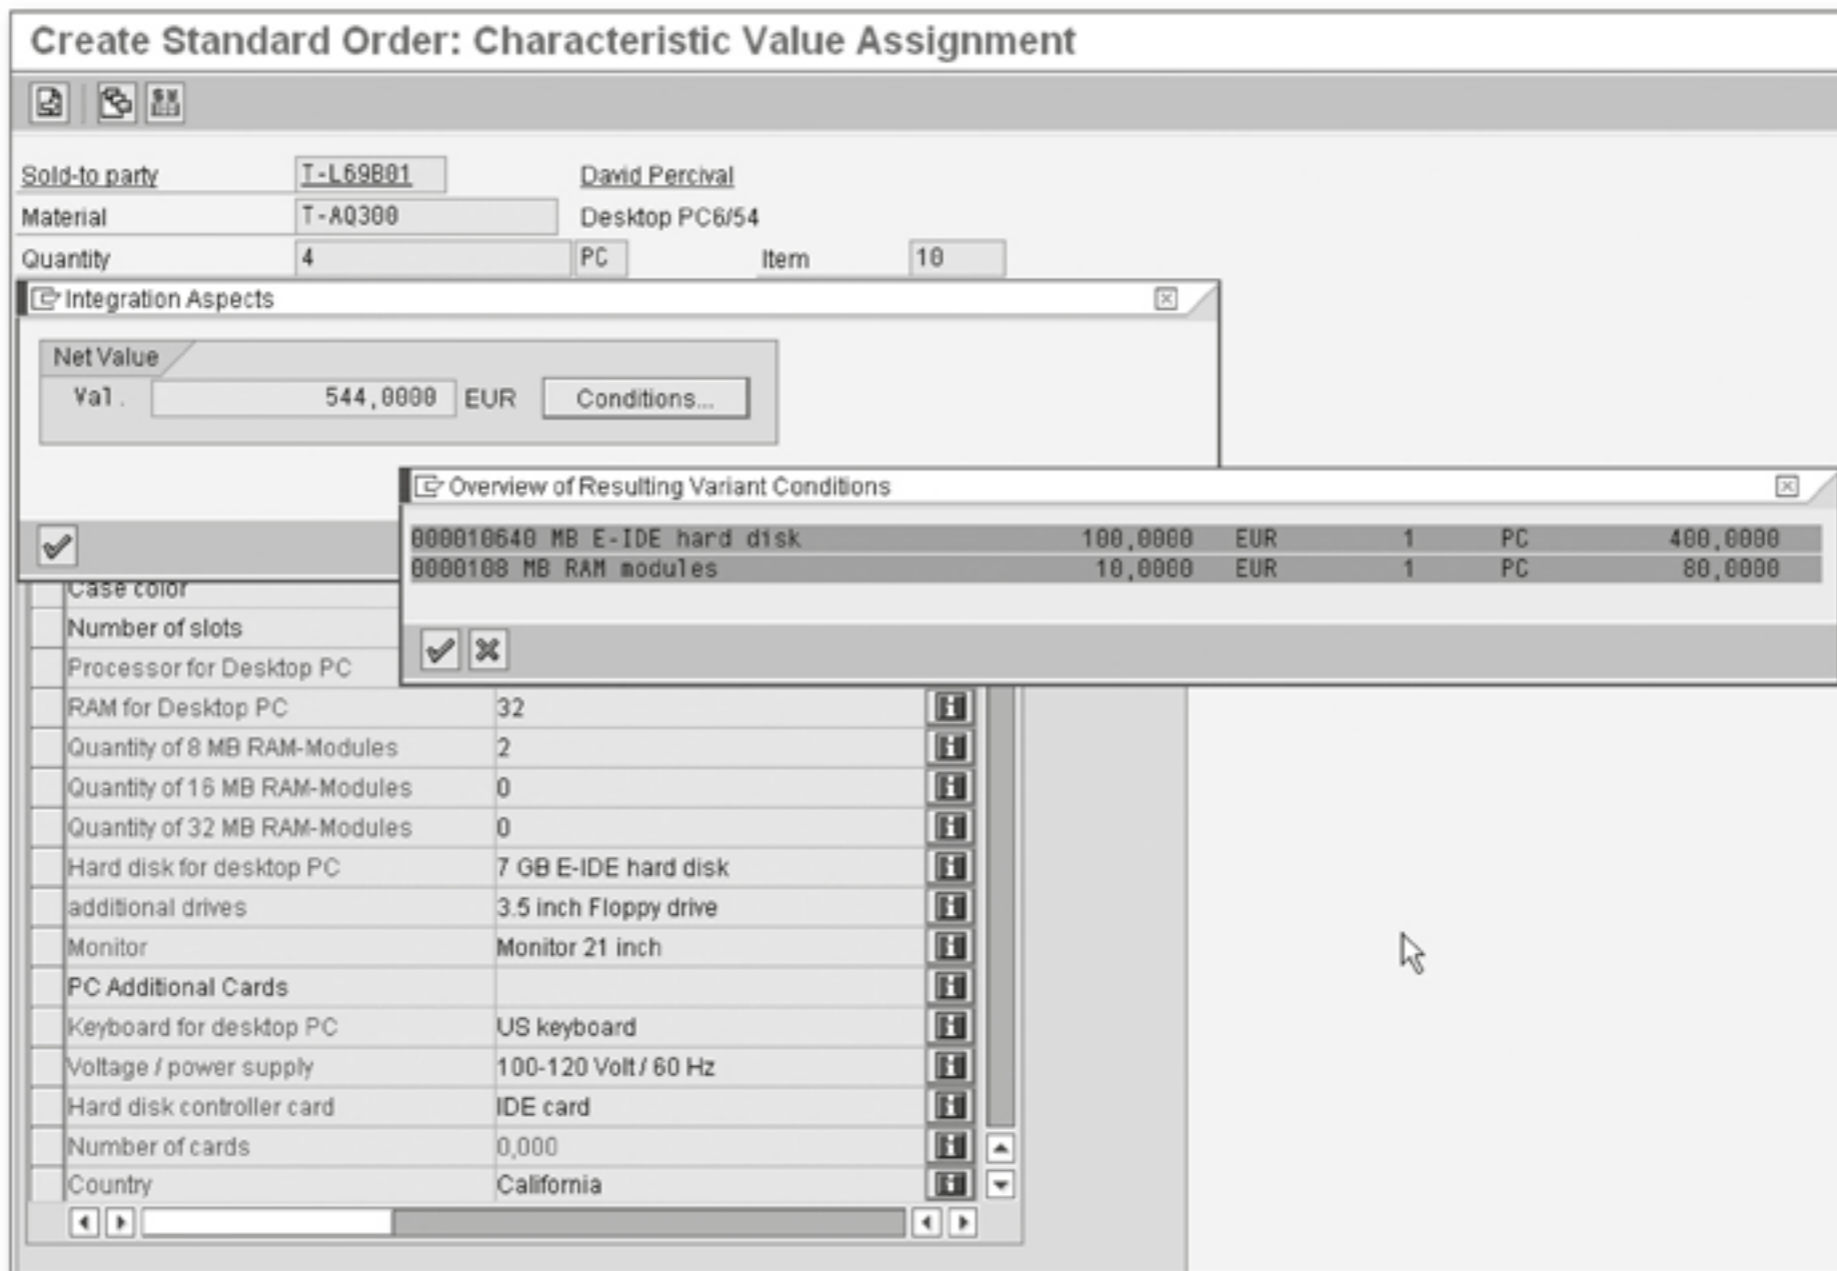 Create Standard Order: Characteristic Value Assignment
Sold-to party T-L69B01 David Percival
Material T-AQ300 Desktop PC6/54
Quantity 4 PC Item 10
Integration Aspects
Net Value
Val. 544,0000 EUR Conditions...
Overview of Resulting Variant Conditions
000010640 MB E-IDE hard disk 100,0000 EUR 1 PC 400,0000
0000108 MB RAM modules 10,0000 EUR 1 PC 80,0000
Case color
Number of slots
Processor for Desktop PC
RAM for Desktop PC 32
Quantity of 8 MB RAM-Modules 2
Quantity of 16 MB RAM-Modules 0
Quantity of 32 MB RAM-Modules 0
Hard disk for desktop PC 7 GB E-IDE hard disk
additional drives 3.5 inch Floppy drive
Monitor Monitor 21 inch
PC Additional Cards
Keyboard for desktop PC US keyboard
Voltage / power supply 100-120 Volt / 60 Hz
Hard disk controller card IDE card
Number of cards 0,000
Country California